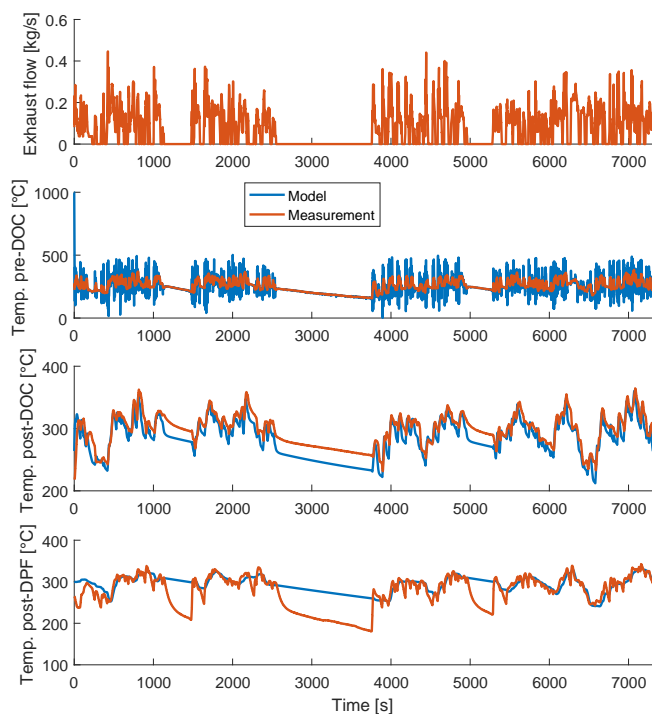 Exhaust flow [kg/s]
0.6
0.4
0.2
0
0 1000 2000 3000 4000 5000 6000 7000
Temp. pre-DOC [°C]
1000
500
0
Model
Measurement
0 1000 2000 3000 4000 5000 6000 7000
Temp. post-DOC [°C]
400
300
200
0 1000 2000 3000 4000 5000 6000 7000
Temp. post-DPF [°C]
400
300
200
100
0 1000 2000 3000 4000 5000 6000 7000
Time [s]